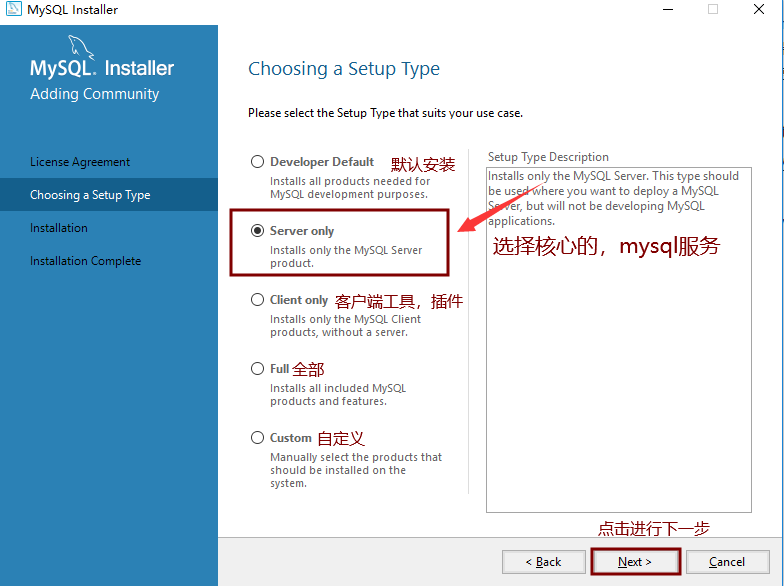 MySQL Installer
MySQL. Installer
Adding Community
License Agreement
Choosing a Setup Type
Installation
Installation Complete
Choosing a Setup Type
Please select the Setup Type that suits your use case.
Developer Default 默认安装
Installs all products needed for
MySQL development purposes.
Server only
Installs only the MySQL Server
product.
Client only 客户端工具，插件
Installs only the MySQL Client
products, without a server.
Full 全部
Installs all included MySQL
products and features.
Custom 自定义
Manually select the products that
should be installed on the
system.
Setup Type Description
Installs only the MySQL Server. This type should
be used where you want to deploy a MySQL
Server, but will not be developing MySQL
applications.
选择核心的，mysql服务
点击进行下一步
< Back
Next >
Cancel